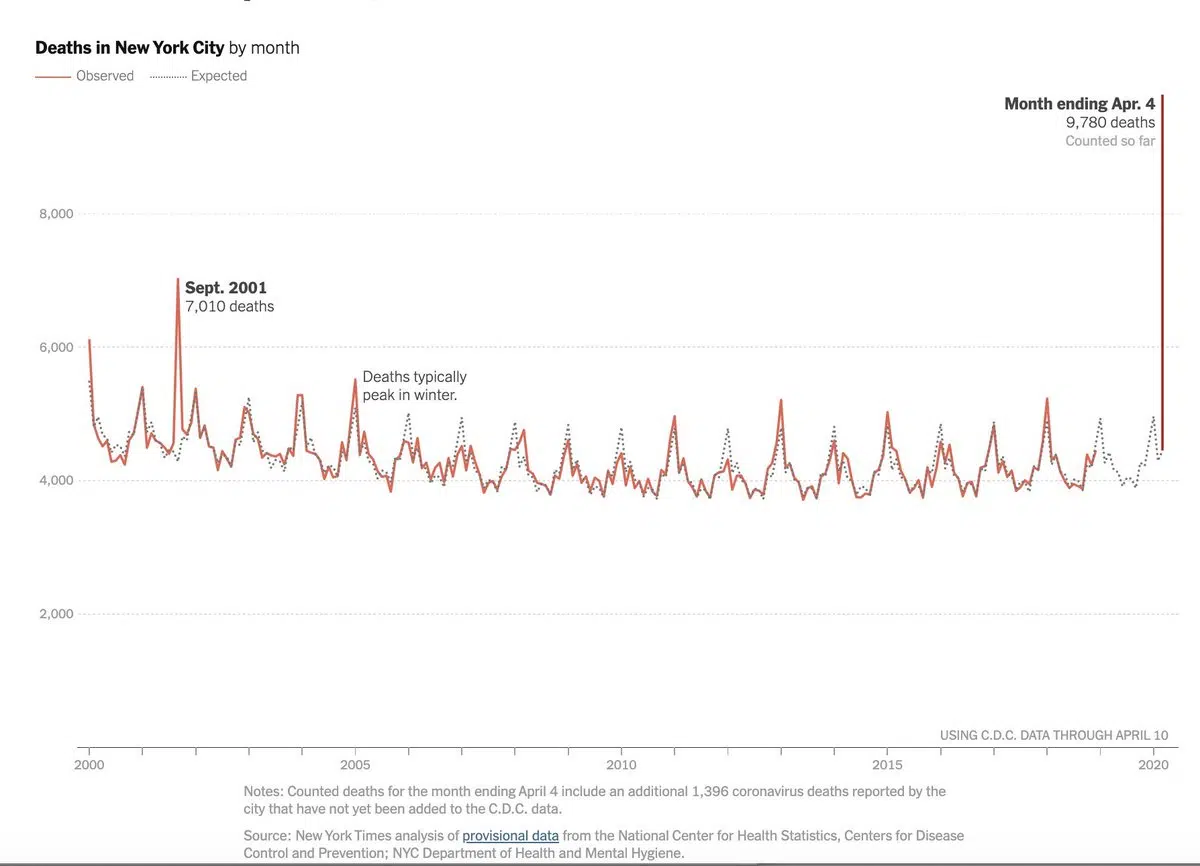 Deaths in New York City by month
Observed Expected
Month ending Apr. 4
9,780 deaths
Counted so far
8,000
Sept. 2001
7,010 deaths
6,000
Deaths typically
peak in winter.
4,000
2,000
USING C.D.C. DATA THROUGH APRIL 10
2000 2005 2010 2015 2020
Notes: Counted deaths for the month ending April 4 include an additional 1,396 coronavirus deaths reported by the
city that have not yet been added to the C.D.C. data.
Source: New York Times analysis of provisional data from the National Center for Health Statistics, Centers for Disease
Control and Prevention; NYC Department of Health and Mental Hygiene.